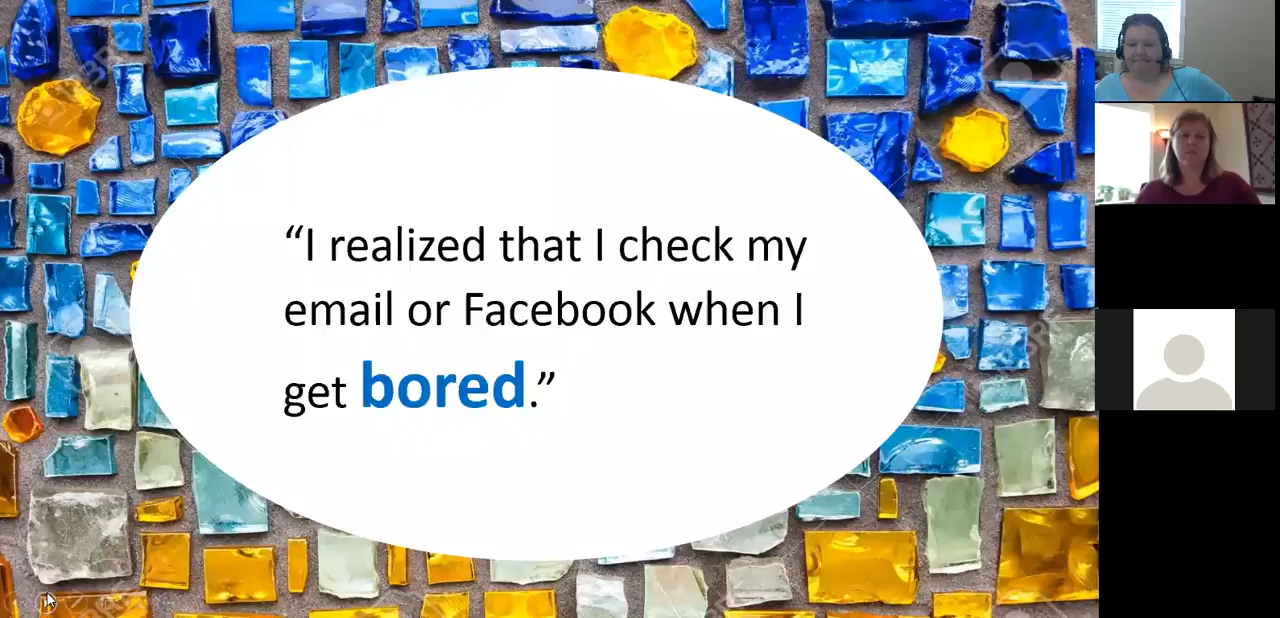 “I realized that I check my
email or Facebook when I
get bored.”